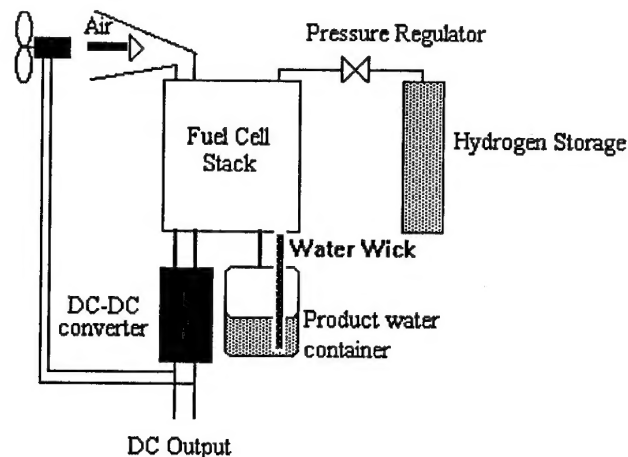 Air
Pressure Regulator
Fuel Cell
Stack
Hydrogen Storage
Water Wick
DC-DC
converter
Product water
container
DC Output